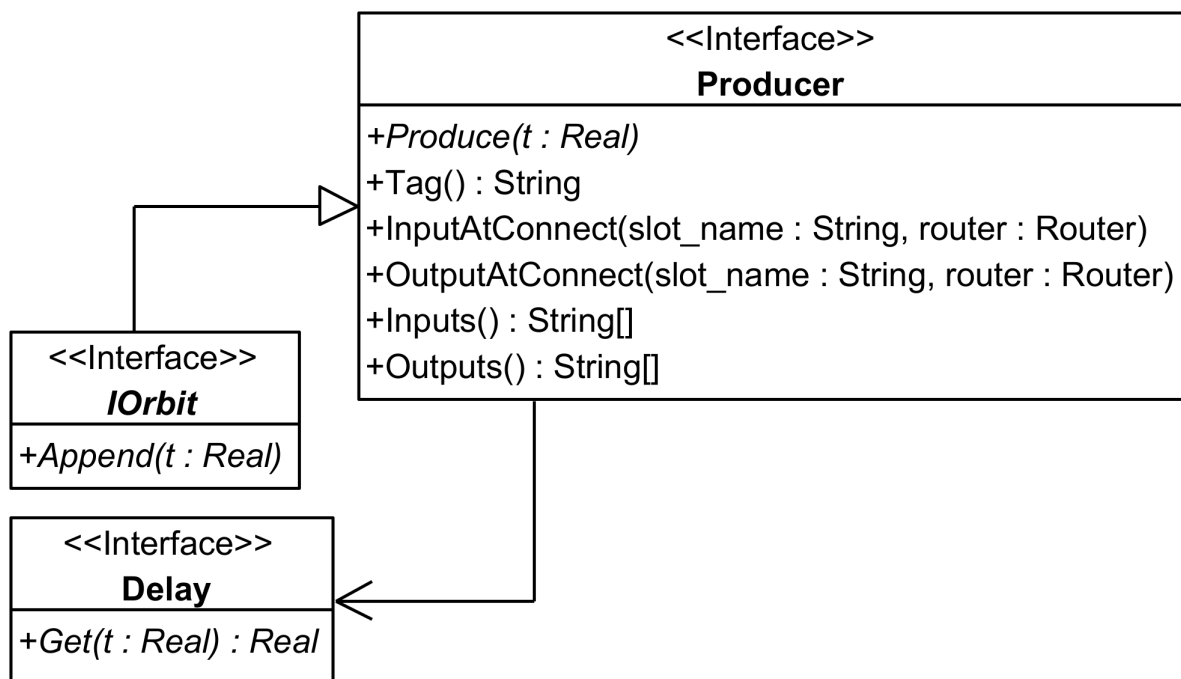 <<Interface>>
Producer
+Produce(t : Real)
+Tag() : String
+InputAtConnect(slot_name : String, router : Router)
+OutputAtConnect(slot_name : String, router : Router)
+Inputs() : String[]
+Outputs() : String[]
<<Interface>>
IOrbit
+Append(t : Real)
<<Interface>>
Delay
+Get(t : Real) : Real